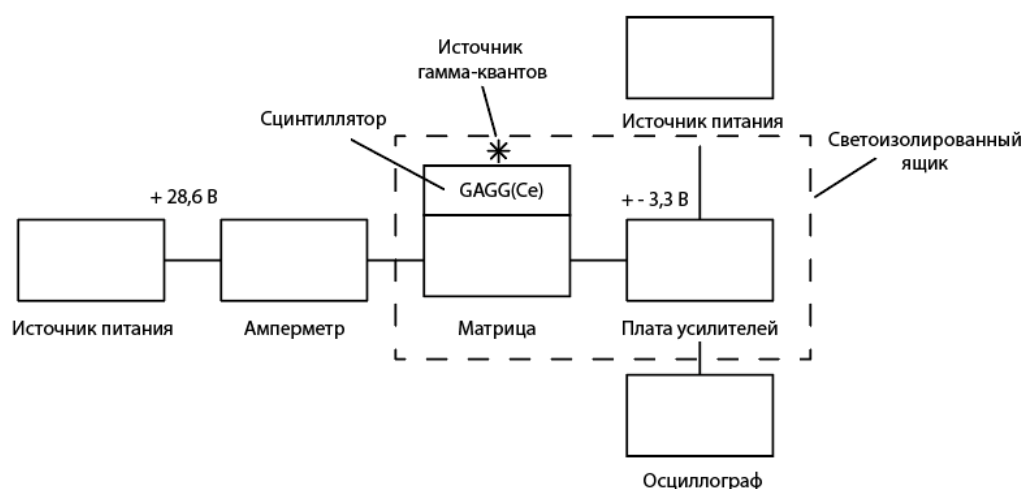 Источник
гамма-квантов
Сцинтиллятор
Источник питания
Светоизолированный
ящик
GAGG(Ce)
+ 28,6 В
+ - 3,3 В
Источник питания
Амперметр
Матрица
Плата усилителей
Осциллограф